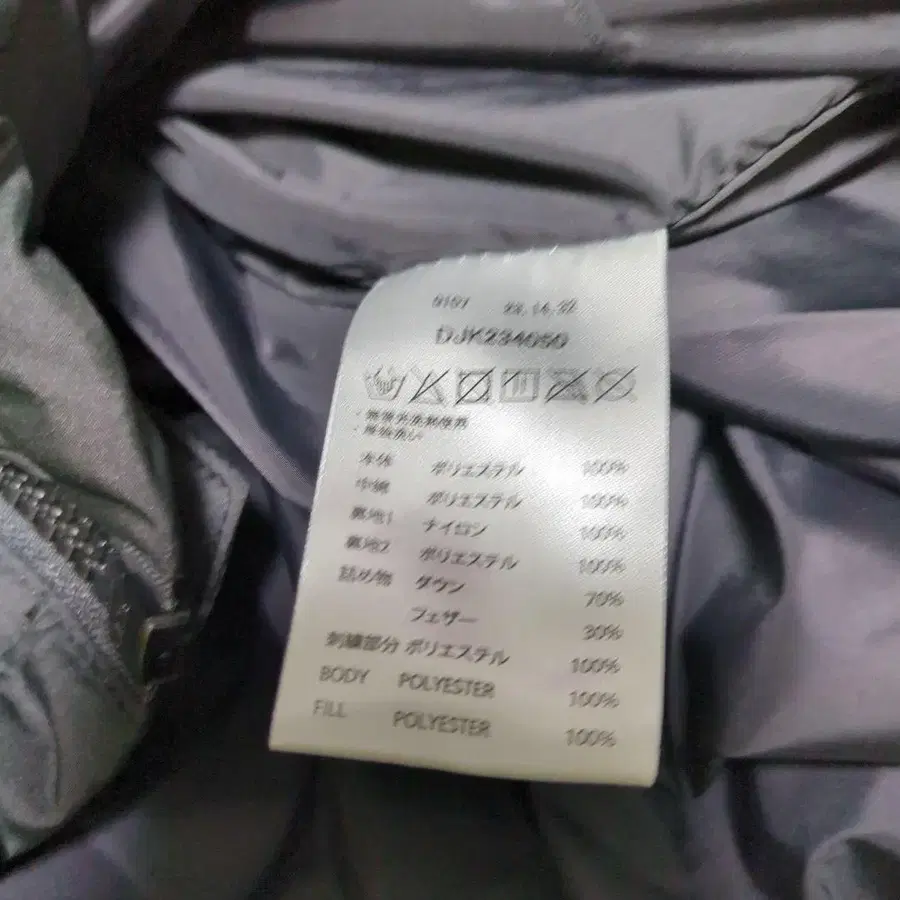 0107
DJK234050
本体 ポリエステル 100%
中綿 ポリエステル 100%
裏地1 ナイロン 100%
裏地2 ポリエステル 100%
詰め物 ダウン 70%
フェザー 30%
刺繍部分 ポリエステル 100%
BODY POLYESTER 100%
FILL POLYESTER 100%